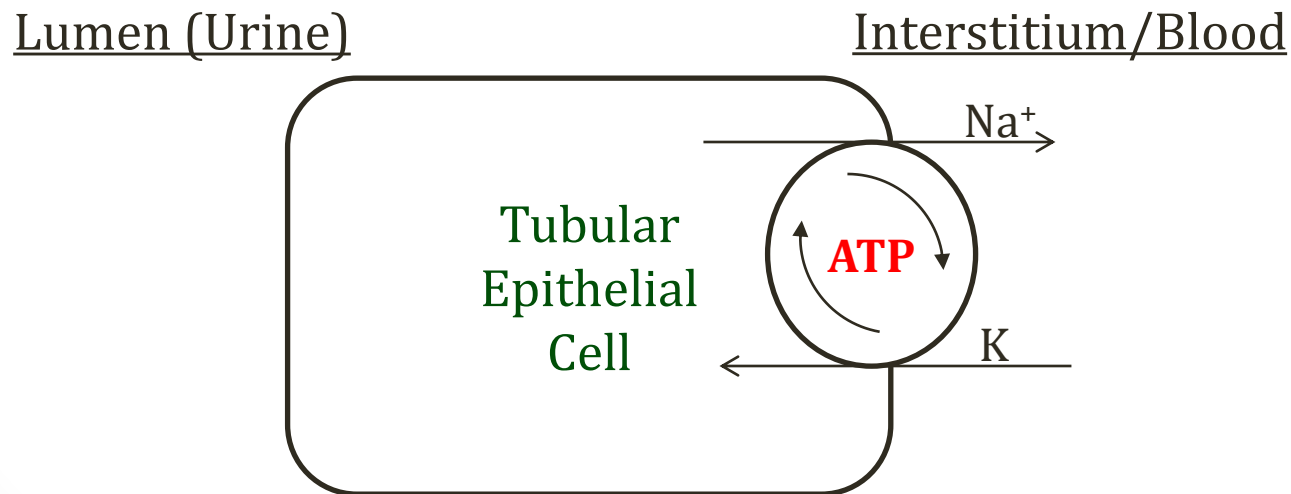 Lumen (Urine)
Interstitium/Blood
Na⁺
Tubular
Epithelial
Cell
ATP
K